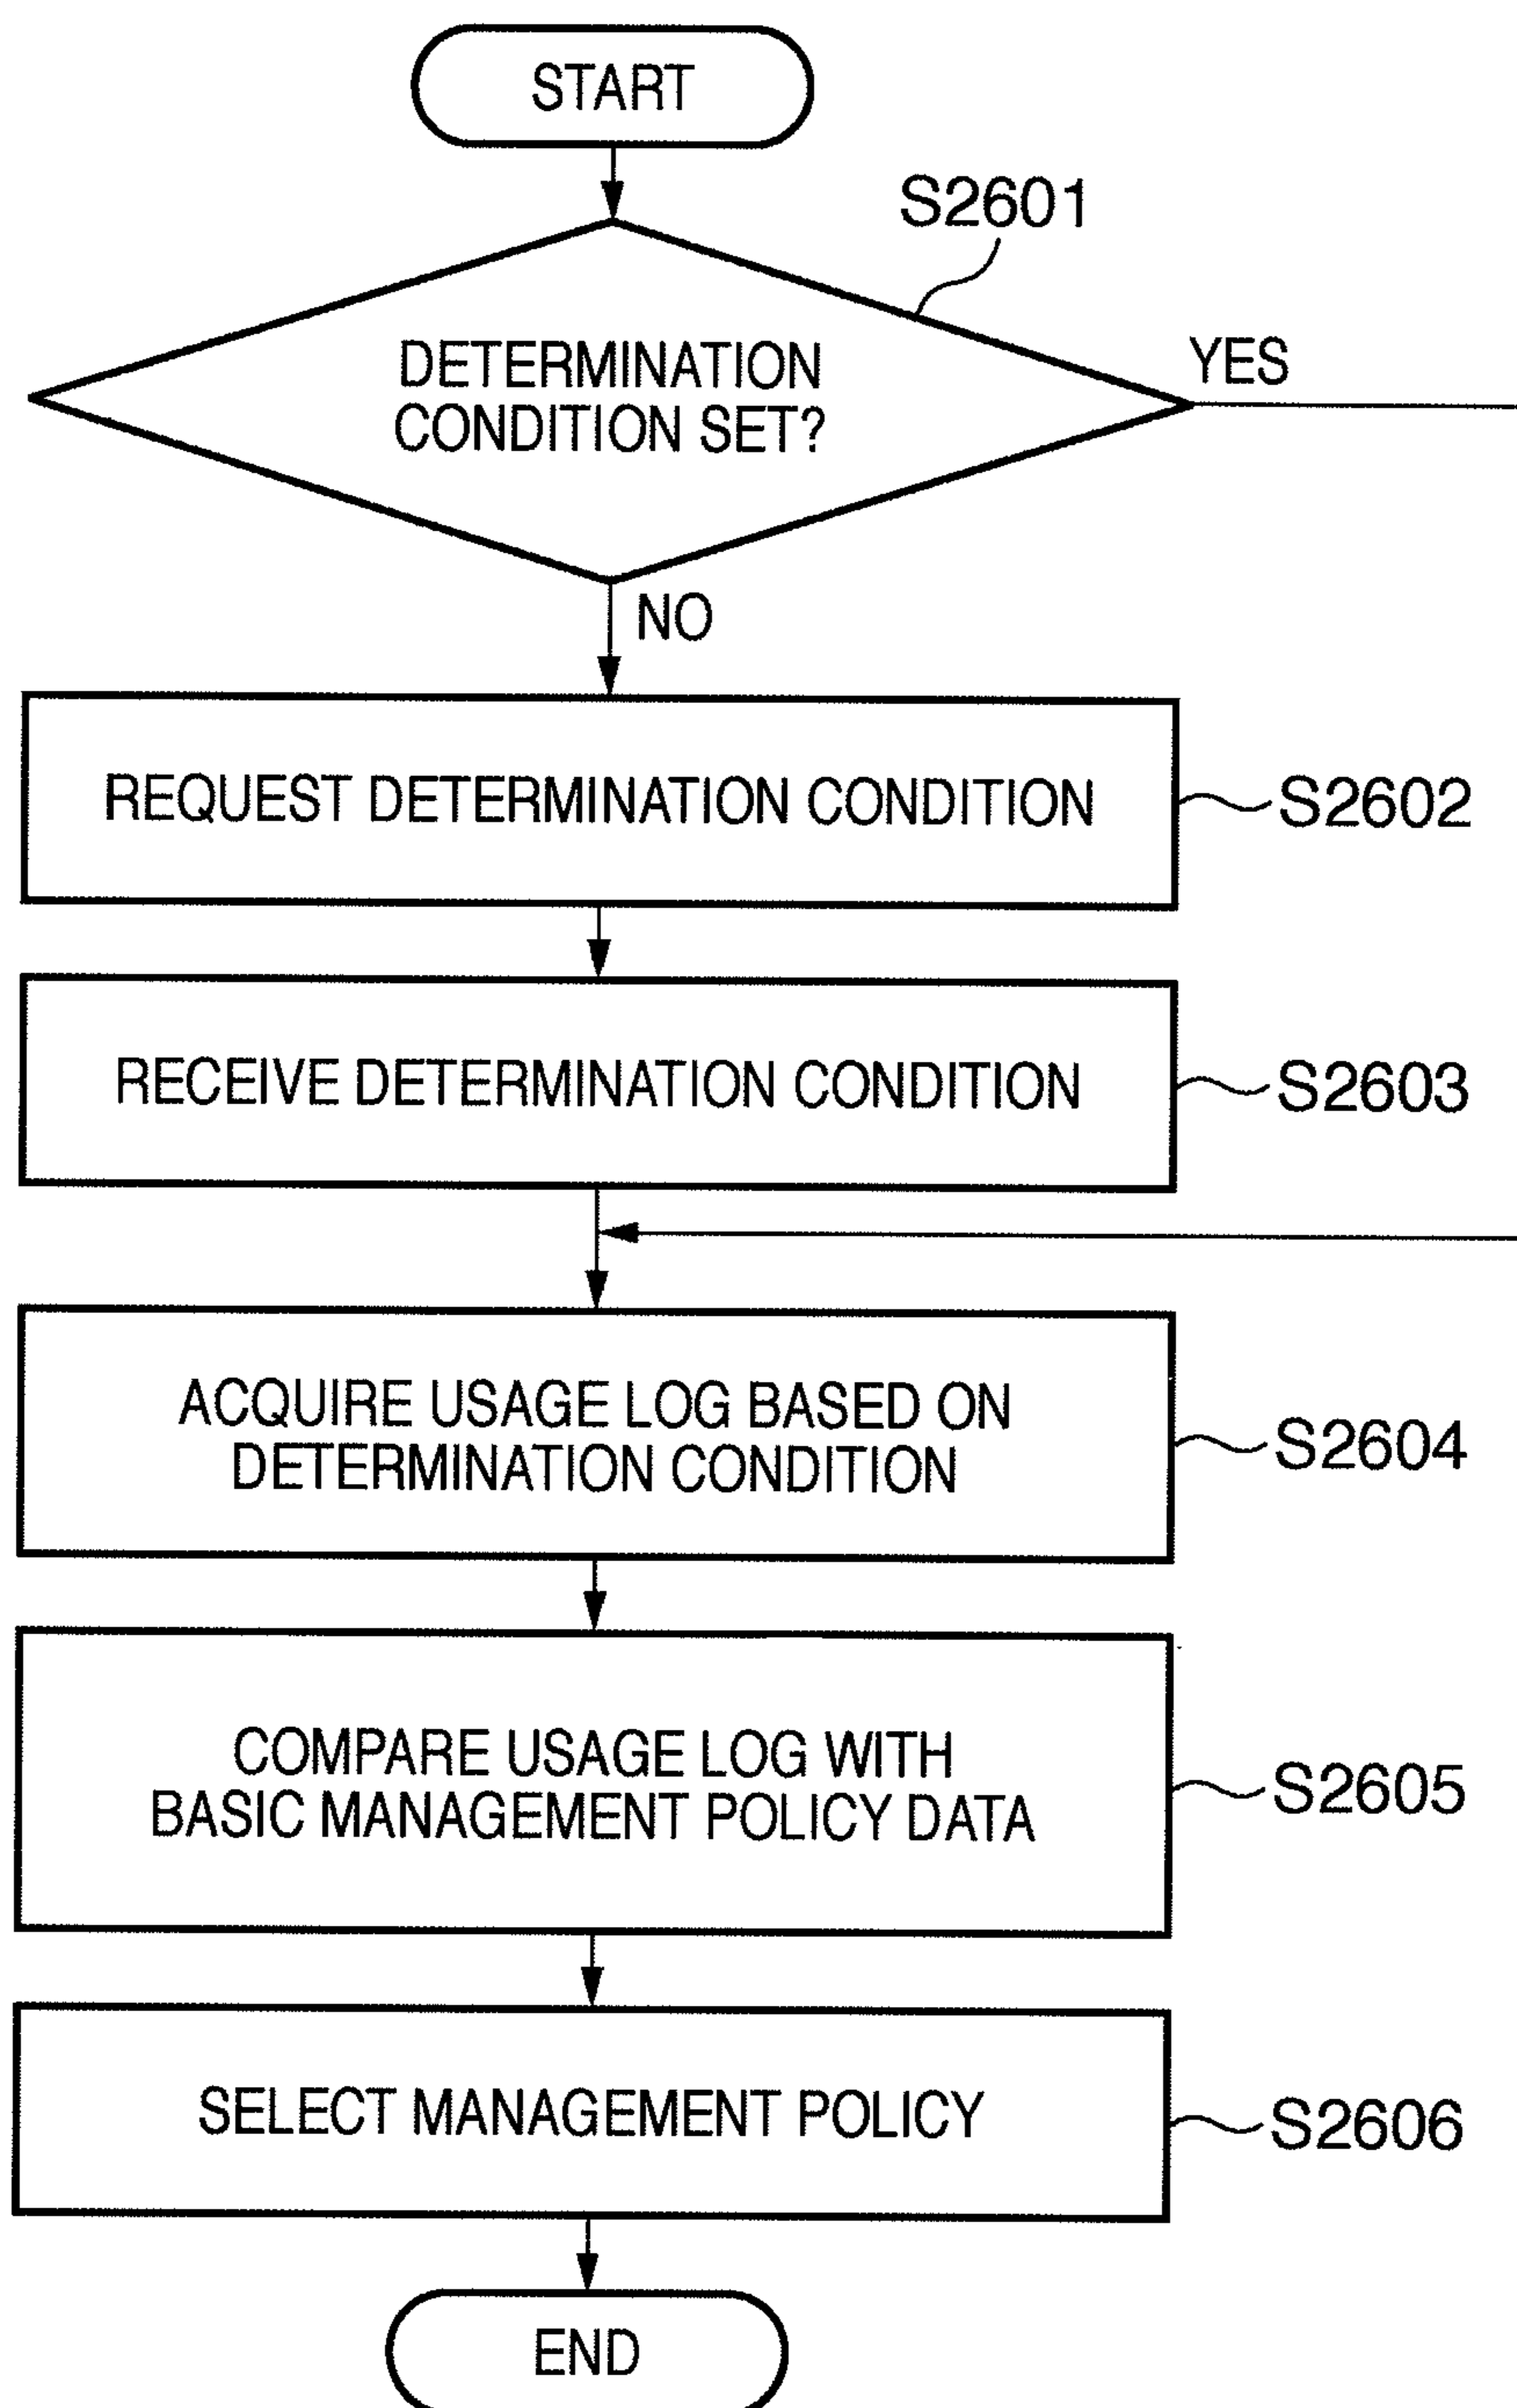 START
S2601
DETERMINATION
CONDITION SET?
YES
NO
REQUEST DETERMINATION CONDITION
S2602
RECEIVE DETERMINATION CONDITION
S2603
ACQUIRE USAGE LOG BASED ON
DETERMINATION CONDITION
S2604
COMPARE USAGE LOG WITH
BASIC MANAGEMENT POLICY DATA
S2605
SELECT MANAGEMENT POLICY
S2606
END